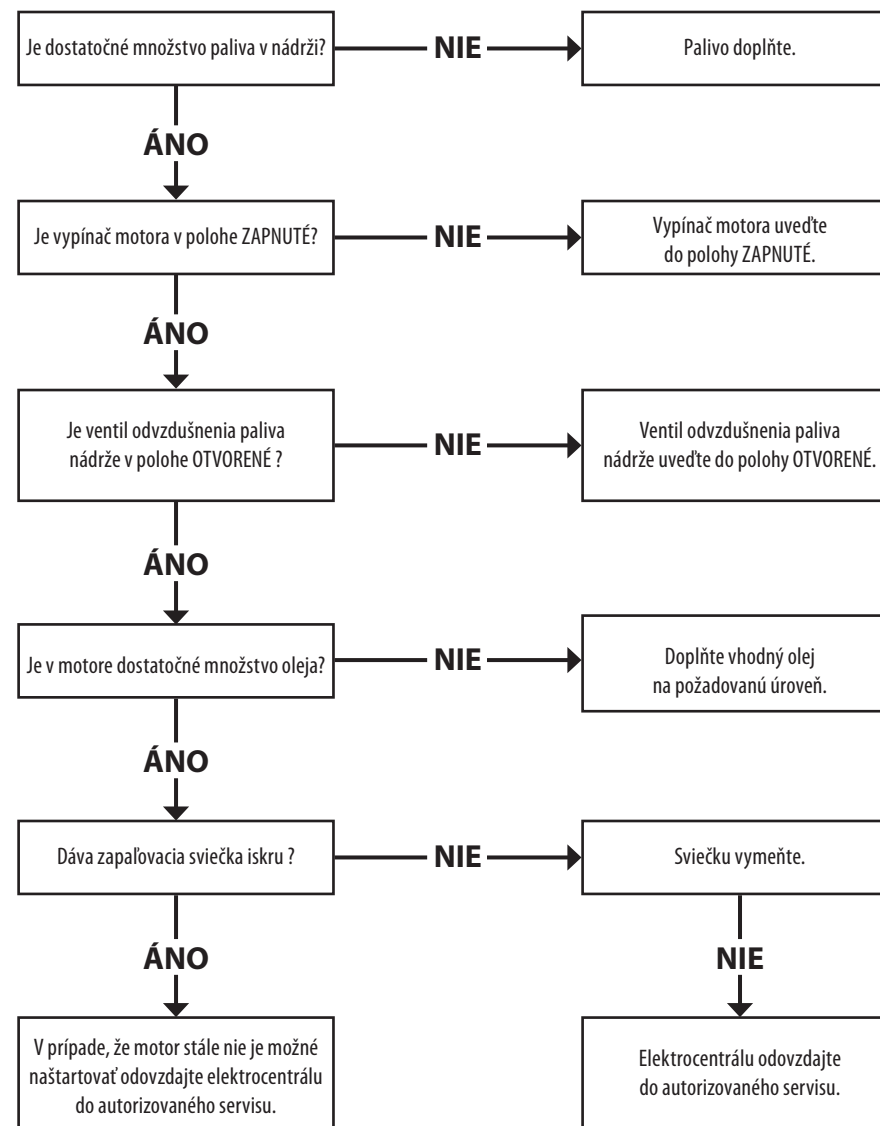 Je dostatočné množstvo paliva v nádrži?
NIE
Palivo doplňte.
ÁNO
Je vypínač motora v polohe ZAPNUTÉ?
NIE
Vypínač motora uveďte
do polohy ZAPNUTÉ.
ÁNO
Je ventil odvzdušnenia paliva
nádrže v polohe OTVORENÉ ?
NIE
Ventil odvzdušnenia paliva
nádrže uveďte do polohy OTVORENÉ.
ÁNO
Je v motore dostatočné množstvo oleja?
NIE
Doplňte vhodný olej
na požadovanú úroveň.
ÁNO
Dáva zapaľovacia sviečka iskru ?
NIE
Sviečku vymeňte.
ÁNO
NIE
V prípade, že motor stále nie je možné
naštartovať odovzdajte elektrocentrálu
do autorizovaného servisu.
Elektrocentrálu odovzdajte
do autorizovaného servisu.